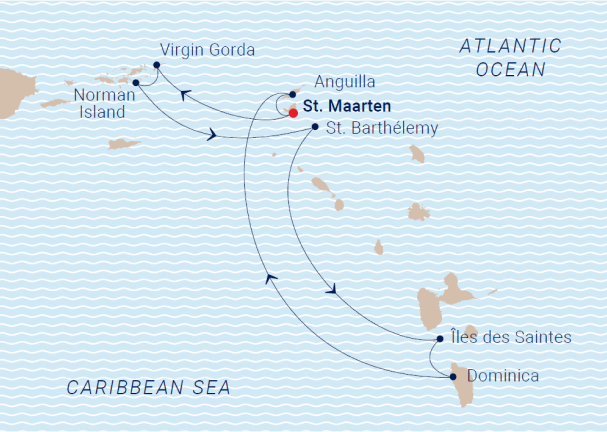 ATLANTIC
OCEAN
Virgin Gorda
Anguilla
Norman
Island
St. Maarten
St. Barthélemy
Îles des Saintes
Dominica
CARIBBEAN SEA